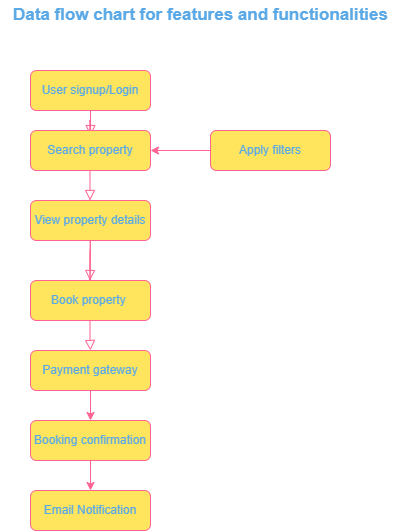 Data flow chart for features and functionalities
User signup/Login
Search property
Apply filters
View property details
Book property
Payment gateway
Booking confirmation
Email Notification